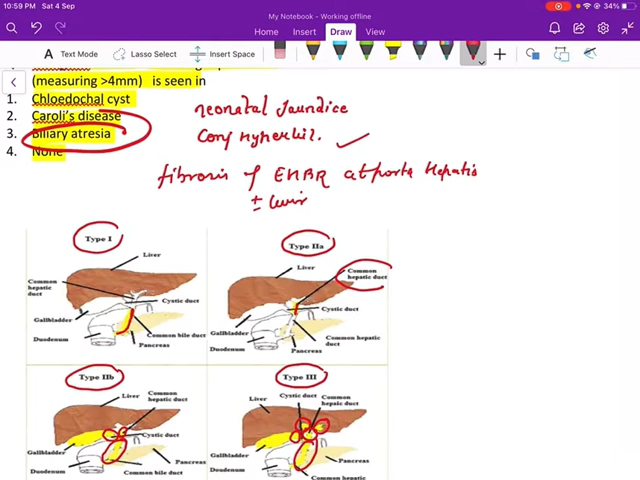 10:59 PM Sat 4 Sep
34%
My Notebook - Working offline
Home Insert Draw View
A Text Mode Lasso Select Insert Space
(measuring >4mm) is seen in
1. Chloedochal cyst
2. Caroli's disease
3. Biliary atresia
4. None
neonatal Jaundice
Conj Hyperbil.
fibrosis of EHBR at porta Hepatis
±
Type I
Liver
Common hepatic duct
Cystic duct
Gallbladder
Duodenum
Common bile duct
Pancreas
Type IIa
Liver
Common hepatic duct
Cystic duct
Gallbladder
Duodenum
Common hepatic duct
Pancreas
Type IIb
Liver
Common hepatic duct
Cystic duct
Gallbladder
Duodenum
Pancreas
Common bile duct
Type III
Cystic duct
Common hepaic duct
Liver
Gallbladder
Duodenum
Pancreas
Common hepatic